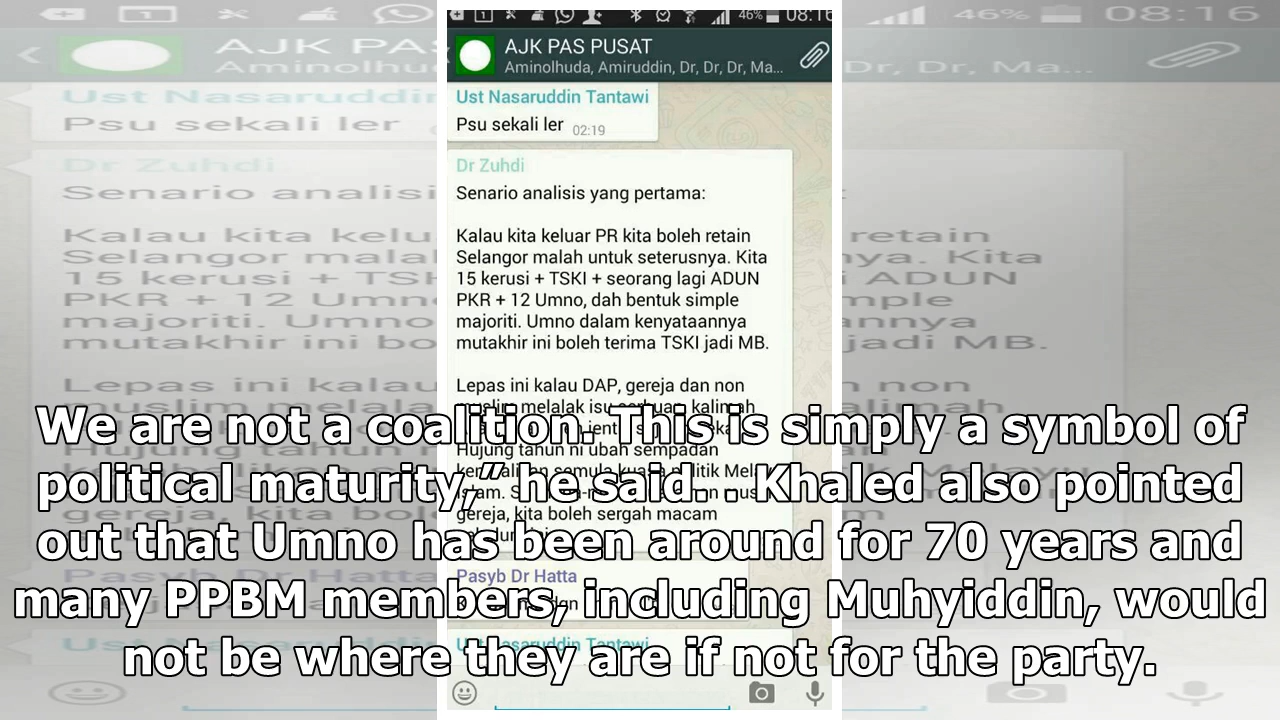 46% 08:16
AJK PAS PUSAT
Aminolhuda, Amiruddin, Dr, Dr, Dr, Ma...
Ust Nasaruddin Tantawi
Psu sekali ler 02:19
Dr Zuhdi
Senario analisis yang pertama:
Kalau kita keluar PR kita boleh retain
Selangor malah untuk seterusnya. Kita
15 kerusi + TSKI + seorang lagi ADUN
PKR + 12 Umno, dah bentuk simple
majoriti. Umno dalam kenyataannya
mutakhir ini boleh terima TSKI jadi MB.
Lepas ini kalau DAP, gereja dan non
muslim melalak isu kalimah
Hujung tahun ni ubah sempadan
gereja, kita boleh sergah macam
Pasyb Dr Hatta
Ust Nasaruddin Tantawi
We are not a coalition. This is simply a symbol of
political maturity,” he said. . Khaled also pointed
out that Umno has been around for 70 years and
many PPBM members, including Muhyiddin, would
not be where they are if not for the party.